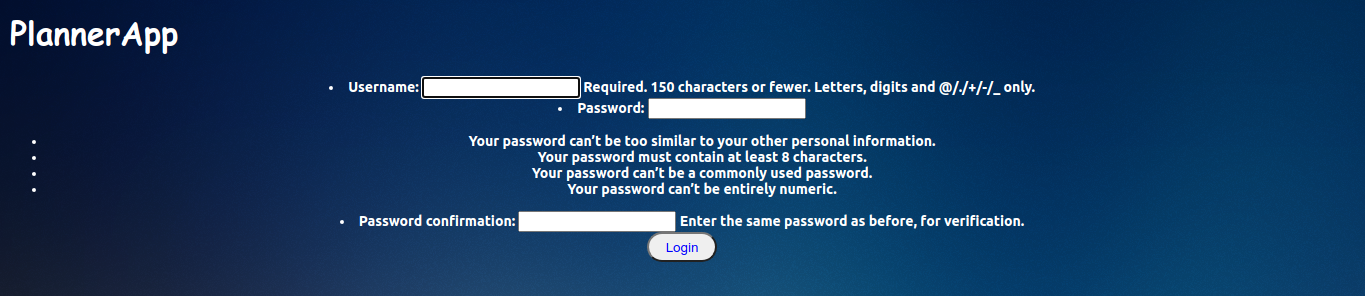 PlannerApp
• Username: Required. 150 characters or fewer. Letters, digits and @/./+/-/_ only.
• Password:
• Your password can’t be too similar to your other personal information.
• Your password must contain at least 8 characters.
• Your password can’t be a commonly used password.
• Your password can’t be entirely numeric.
• Password confirmation: Enter the same password as before, for verification.
Login